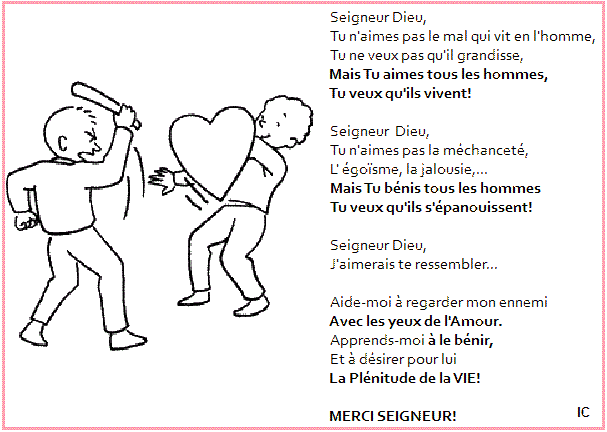 Seigneur Dieu,
Tu n'aimes pas le mal qui vit en l'homme,
Tu ne veux pas qu'il grandisse,
Mais Tu aimes tous les hommes,
Tu veux qu'ils vivent!
Seigneur Dieu,
Tu n'aimes pas la méchanceté,
L' égoïsme, la jalousie,...
Mais Tu bénis tous les hommes
Tu veux qu'ils s'épanouissent!
Seigneur Dieu,
J'aimerais te ressembler...
Aide-moi à regarder mon ennemi
Avec les yeux de l'Amour.
Apprends-moi à le bénir,
Et à désirer pour lui
La Plénitude de la VIE!
MERCI SEIGNEUR!
IC